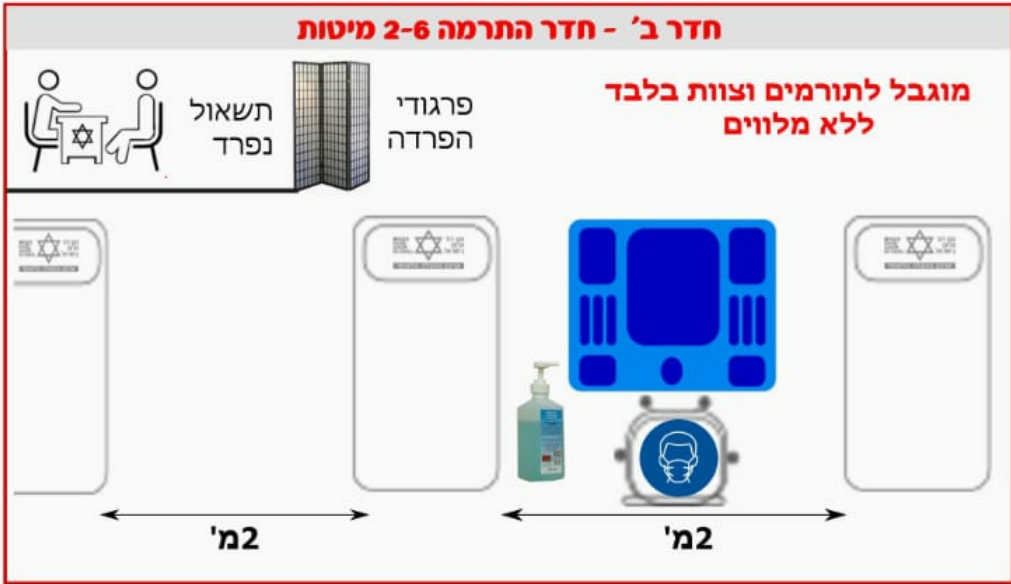 חדר ב׳ - חדר התרמה 2-6 מיטות
מוגבל לתורמים וצוות בלבד
ללא מלווים
פרגודי
הפרדה
תשאול
נפרד
2מ'
2מ'